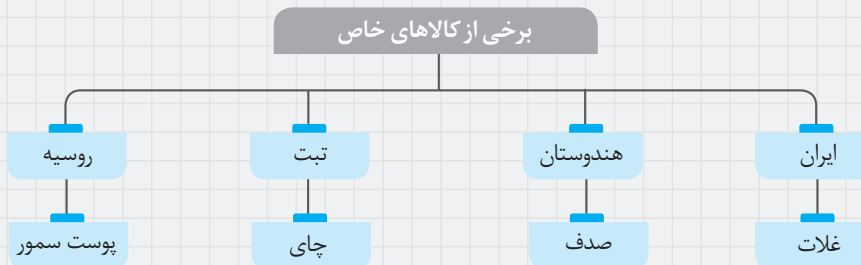 برخی از کالاهای خاص
ایران
هندوستان
تبت
روسیه
غلات
صدف
چای
پوست سمور